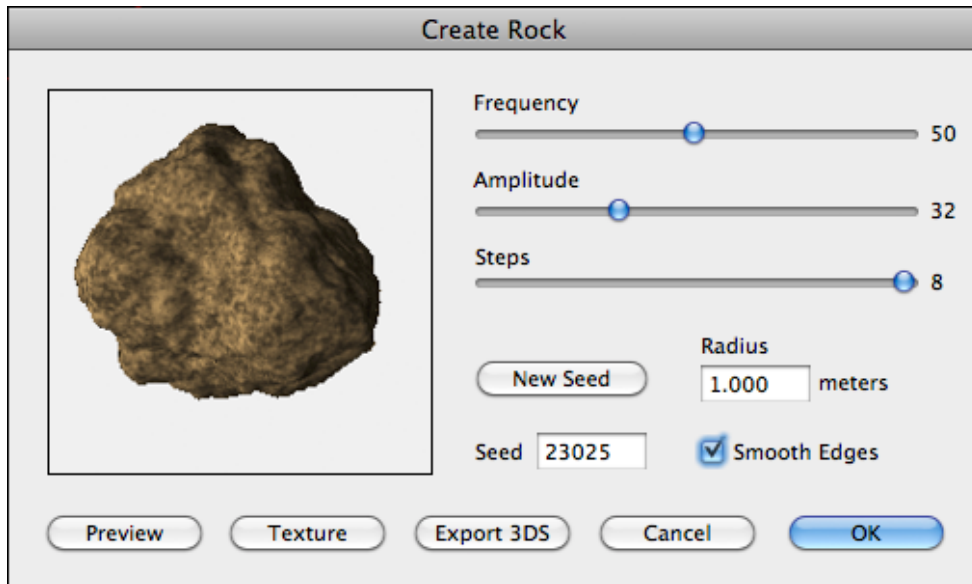 Create Rock
Frequency
50
Amplitude
32
Steps
8
Radius
New Seed
1.000 meters
Seed 23025
Smooth Edges
Preview
Texture
Export 3DS
Cancel
OK